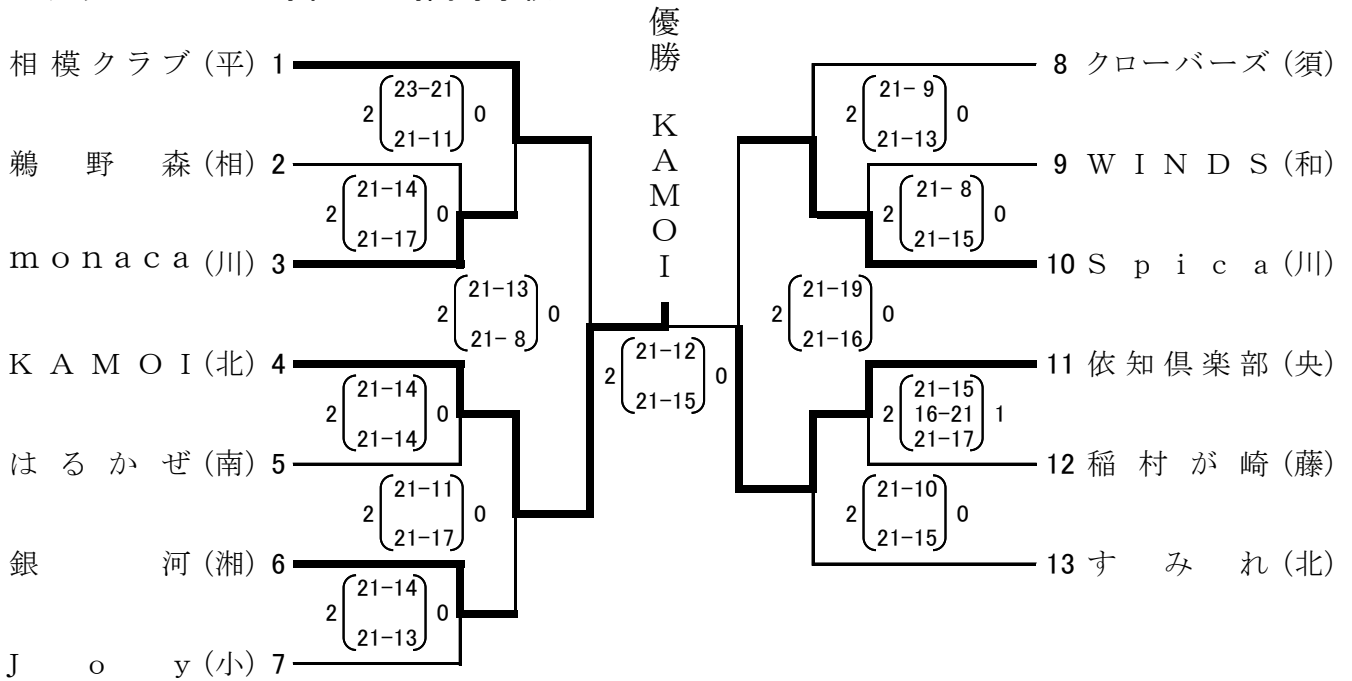 優勝 KAMOI
相模クラブ(平) 1
鵜野森(相) 2
monaca(川) 3
KAMOI(北) 4
はるかぜ(南) 5
銀河(湘) 6
Joy(小) 7
2 23-21 0
21-11
2 21-14 0
21-17
2 21-13 0
21- 8
2 21-14 0
21-14
2 21-11 0
21-17
2 21-14 0
21-13
2 21-12 0
21-15
8 クローバーズ(須)
9 WINDS(和)
10 Spica(川)
11 依知倶楽部(央)
12 稲村が崎(藤)
13 すみれ(北)
2 21- 9 0
21-13
2 21- 8 0
21-15
2 21-19 0
21-16
2 21-15 1
16-21
21-17
2 21-10 0
21-15